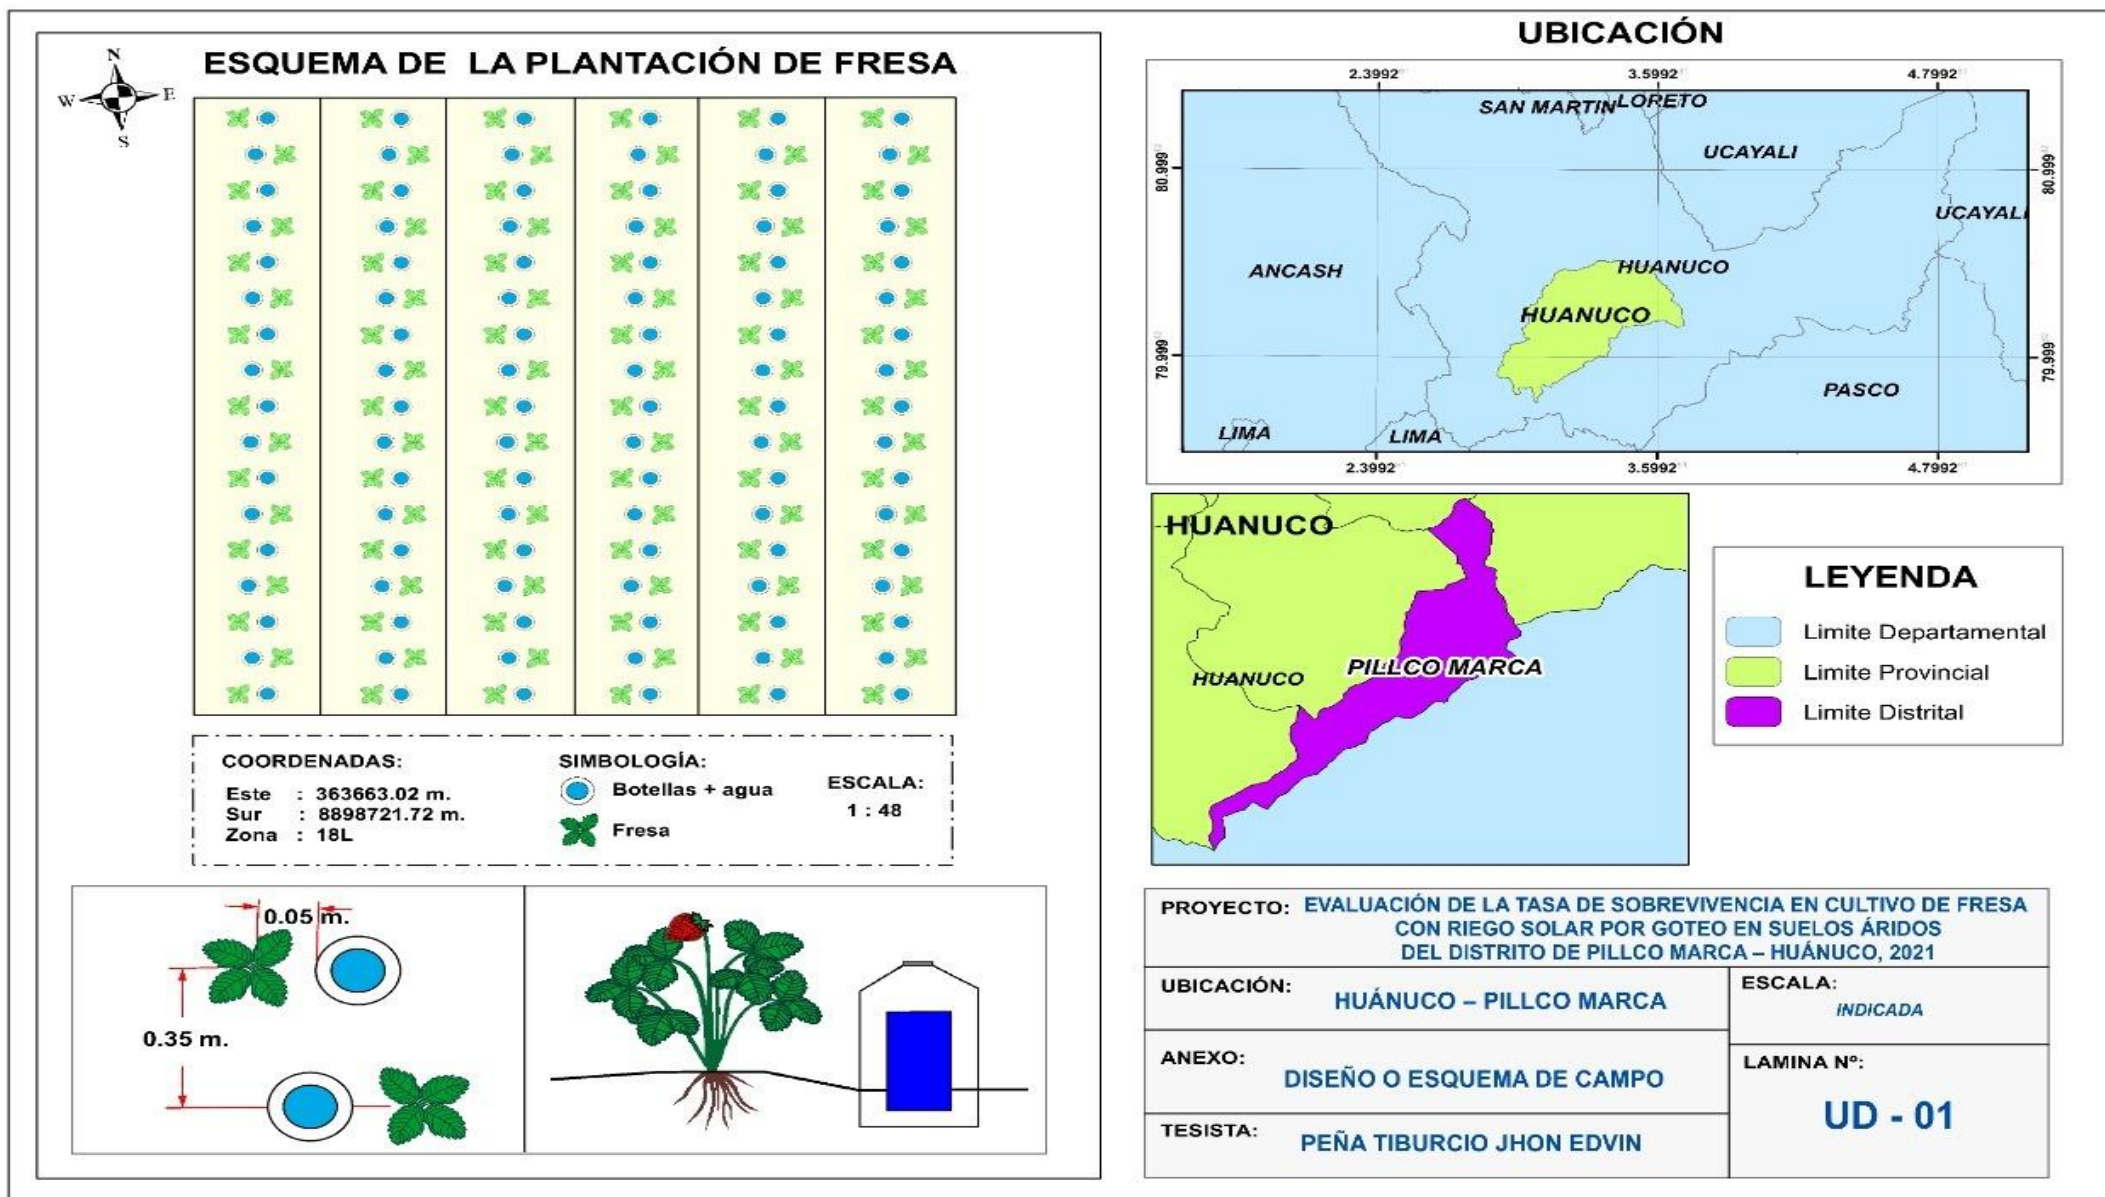 ESQUEMA DE LA PLANTACIÓN DE FRESA
N
W
E
S
COORDENADAS:
Este : 363663.02 m.
Sur : 8898721.72 m.
Zona : 18L
SIMBOLOGÍA:
Botellas + agua
Fresa
ESCALA:
1 : 48
0.05 m.
0.35 m.
UBICACIÓN
2.3992
3.5992
4.7992
SAN MARTIN
LORETO
UCAYALI
80.999
80.999
UCAYALI
ANCASH
HUANUCO
HUANUCO
79.999
79.999
PASCO
LIMA
LIMA
2.3992
3.5992
4.7992
HUANUCO
PILLCO MARCA
HUANUCO
LEYENDA
Limite Departamental
Limite Provincial
Limite Distrital
PROYECTO: EVALUACIÓN DE LA TASA DE SOBREVIVENCIA EN CULTIVO DE FRESA
CON RIEGO SOLAR POR GOTEO EN SUELOS ÁRIDOS
DEL DISTRITO DE PILLCO MARCA – HUÁNUCO, 2021
UBICACIÓN: HUÁNUCO – PILLCO MARCA
ESCALA:
INDICADA
ANEXO: DISEÑO O ESQUEMA DE CAMPO
LAMINA Nº:
UD - 01
TESISTA: PEÑA TIBURCIO JHON EDVIN